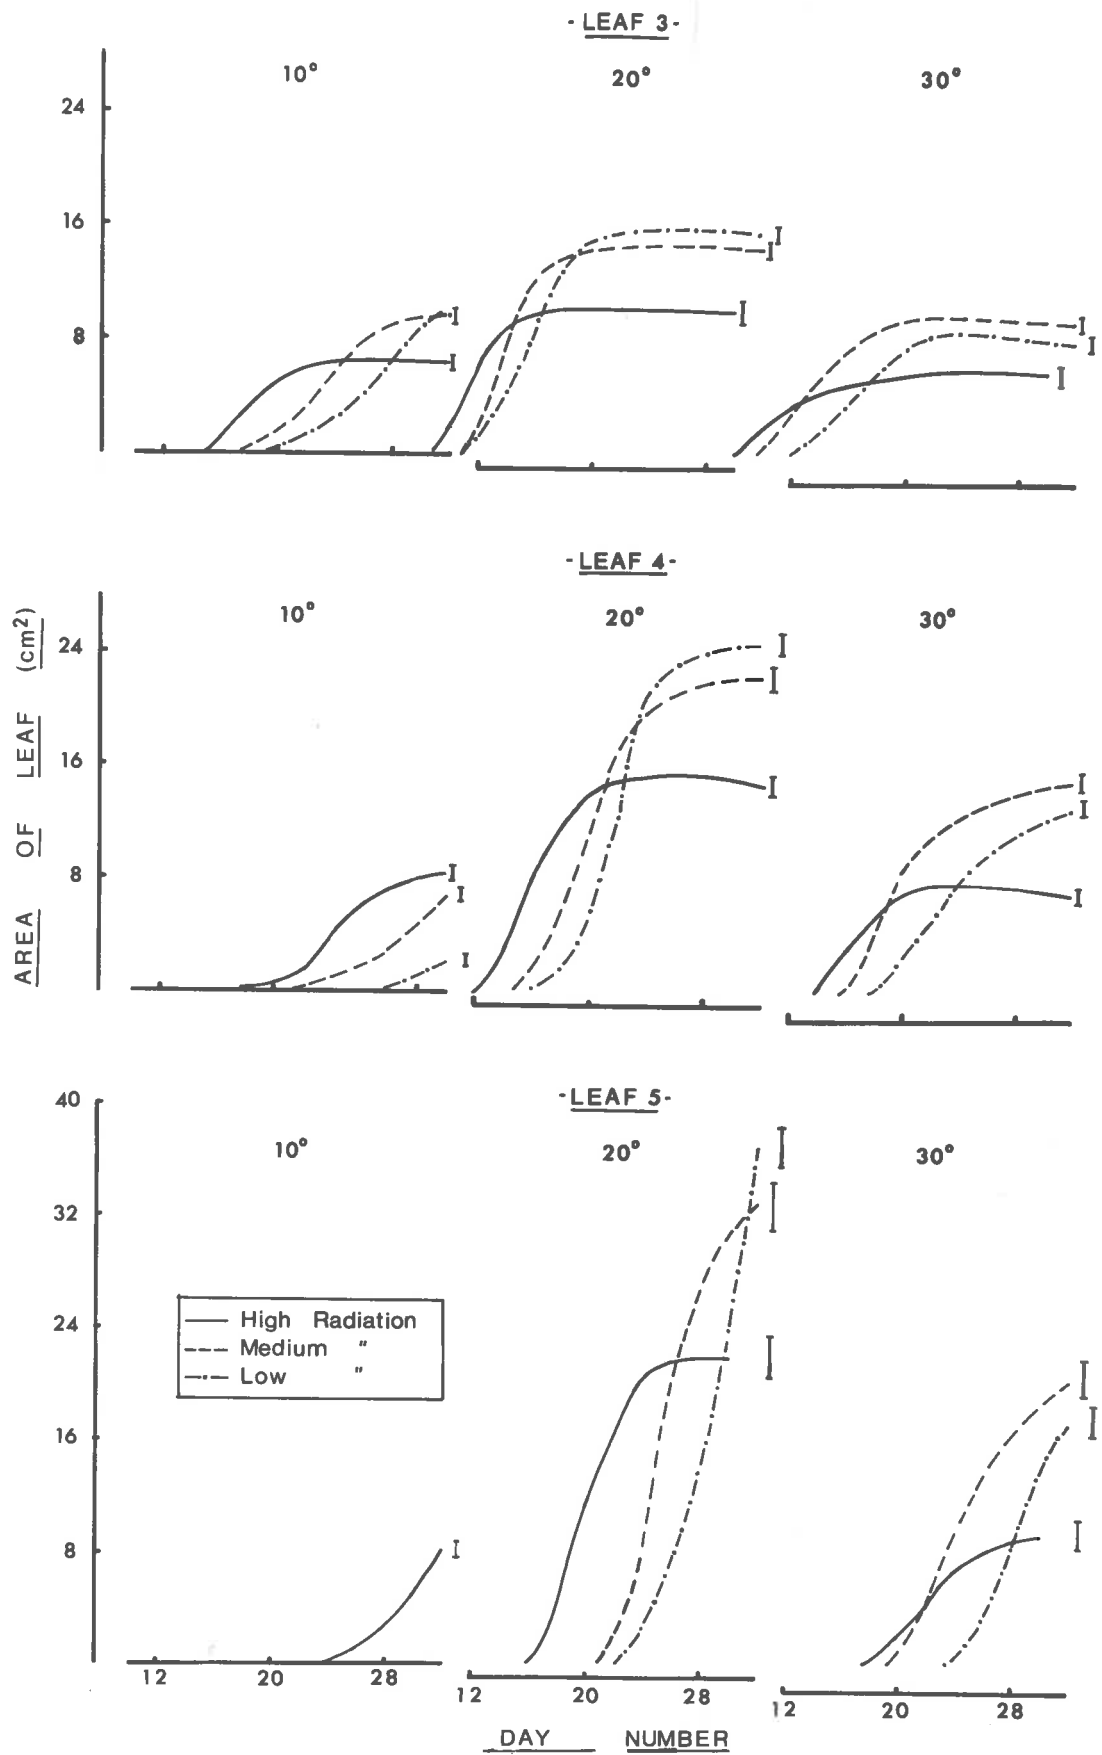 - LEAF 3 -
10° 20° 30°
24
16
8
- LEAF 4 -
10° 20° 30°
24
16
8
AREA OF LEAF (cm²)
- LEAF 5 -
40
10° 20° 30°
32
24
16
8
High Radiation
Medium "
Low "
12 20 28 12 20 28 12 20 28
DAY NUMBER